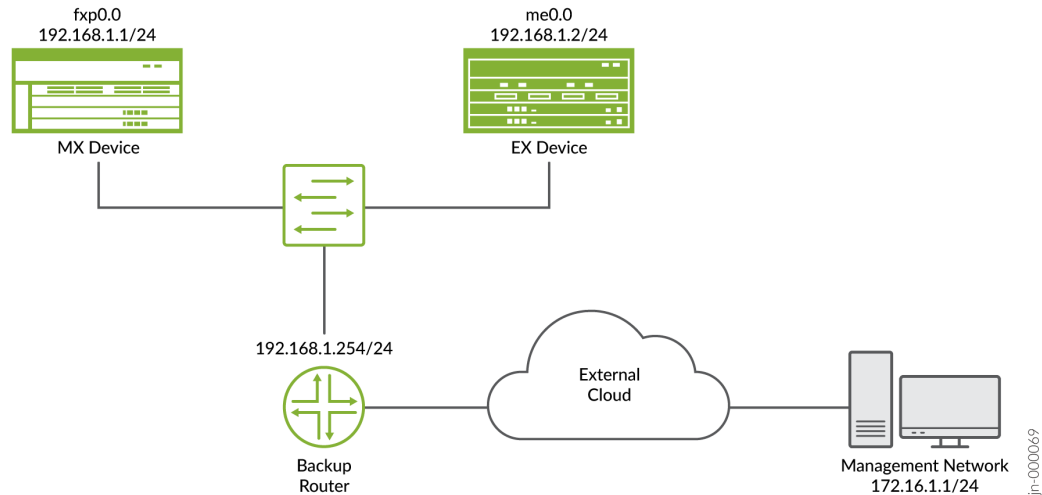 fxp0.0
192.168.1.1/24
me0.0
192.168.1.2/24
MX Device
EX Device
192.168.1.254/24
External
Cloud
Backup
Router
Management Network
172.16.1.1/24
jn-000069